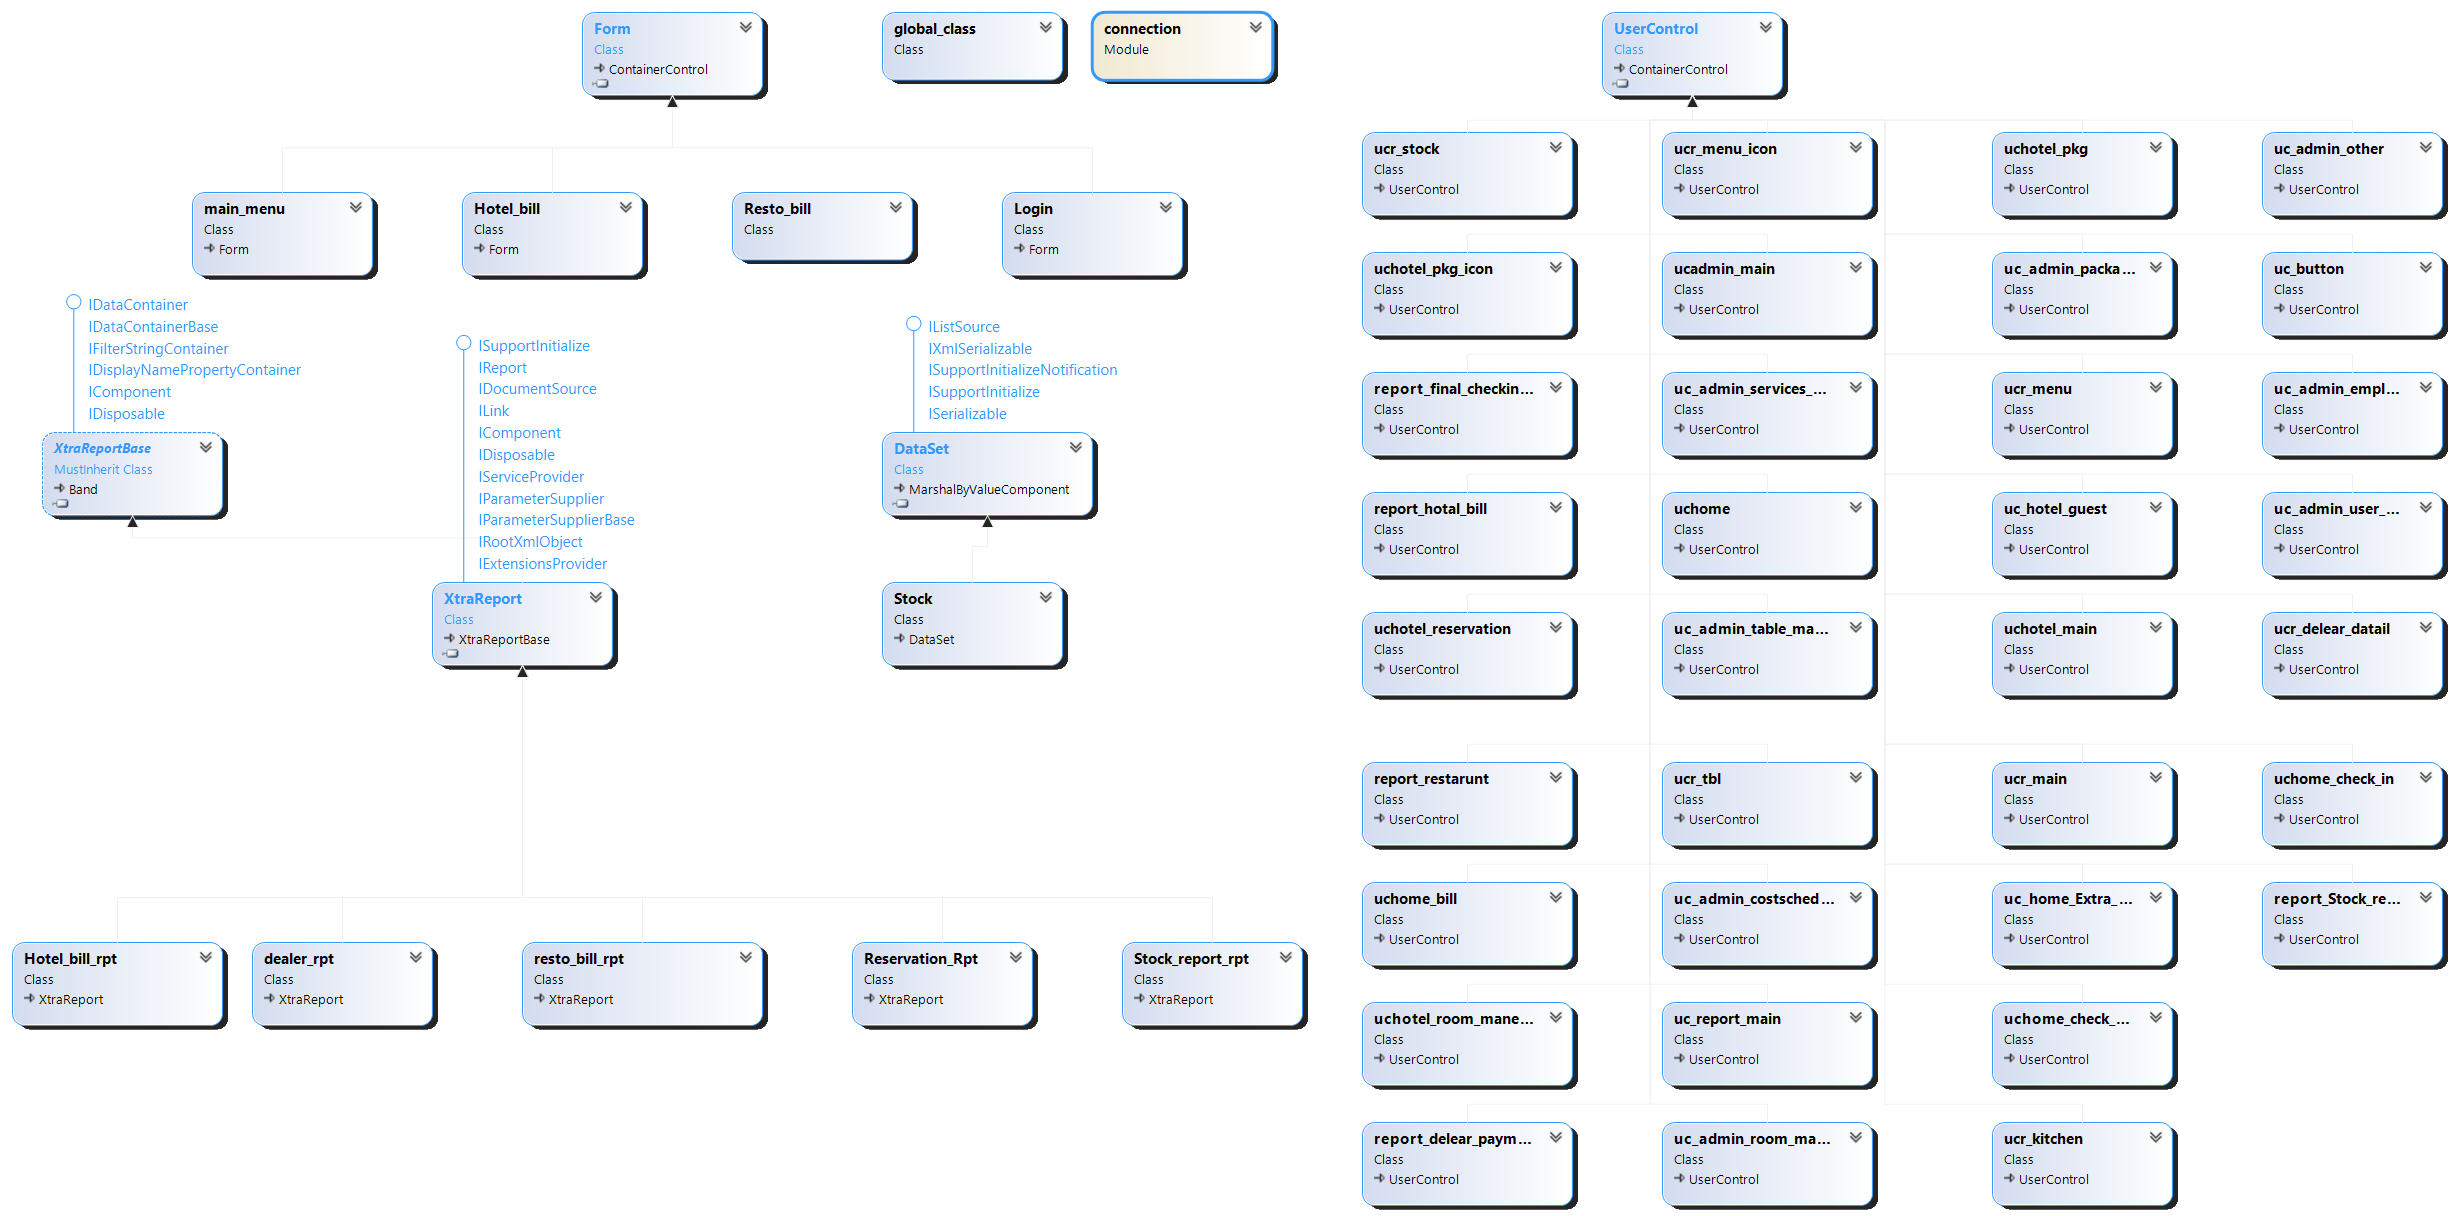 Form
Class
ContainerControl
global_class
Class
connection
Module
main_menu
Class
Form
Hotel_bill
Class
Form
Resto_bill
Class
Login
Class
Form
IDataContainer
IDataContainerBase
IFilterStringContainer
IDisplayNamePropertyContainer
IComponent
IDisposable
XtraReportBase
MustInherit Class
Band
ISupportInitialize
IReport
IDocumentSource
ILink
IComponent
IDisposable
IServiceProvider
IParameterSupplier
IParameterSupplierBase
IRootXmlObject
IExtensionsProvider
XtraReport
Class
XtraReportBase
IListSource
IXmlSerializable
ISupportInitializeNotification
ISupportInitialize
ISerializable
DataSet
Class
MarshalByValueComponent
Stock
Class
DataSet
Hotel_bill_rpt
Class
XtraReport
dealer_rpt
Class
XtraReport
resto_bill_rpt
Class
XtraReport
Reservation_Rpt
Class
XtraReport
Stock_report_rpt
Class
XtraReport
UserControl
Class
ContainerControl
ucr_stock
Class
UserControl
ucr_menu_icon
Class
UserControl
uchotel_pkg
Class
UserControl
uc_admin_other
Class
UserControl
uchotel_pkg_icon
Class
UserControl
ucadmin_main
Class
UserControl
uc_admin_packa...
Class
UserControl
uc_button
Class
UserControl
report_final_checkin...
Class
UserControl
uc_admin_services_...
Class
UserControl
ucr_menu
Class
UserControl
uc_admin_empl...
Class
UserControl
report_hotal_bill
Class
UserControl
uchome
Class
UserControl
uc_hotel_guest
Class
UserControl
uc_admin_user_...
Class
UserControl
uchotel_reservation
Class
UserControl
uc_admin_table_ma...
Class
UserControl
uchotel_main
Class
UserControl
ucr_delear_datail
Class
UserControl
report_restarunt
Class
UserControl
ucr_tbl
Class
UserControl
ucr_main
Class
UserControl
uchome_check_in
Class
UserControl
uchome_bill
Class
UserControl
uc_admin_costsched...
Class
UserControl
uc_home_Extra_...
Class
UserControl
report_Stock_re...
Class
UserControl
uchotel_room_mane...
Class
UserControl
uc_report_main
Class
UserControl
uchome_check_...
Class
UserControl
report_delear_paym...
Class
UserControl
uc_admin_room_ma...
Class
UserControl
ucr_kitchen
Class
UserControl